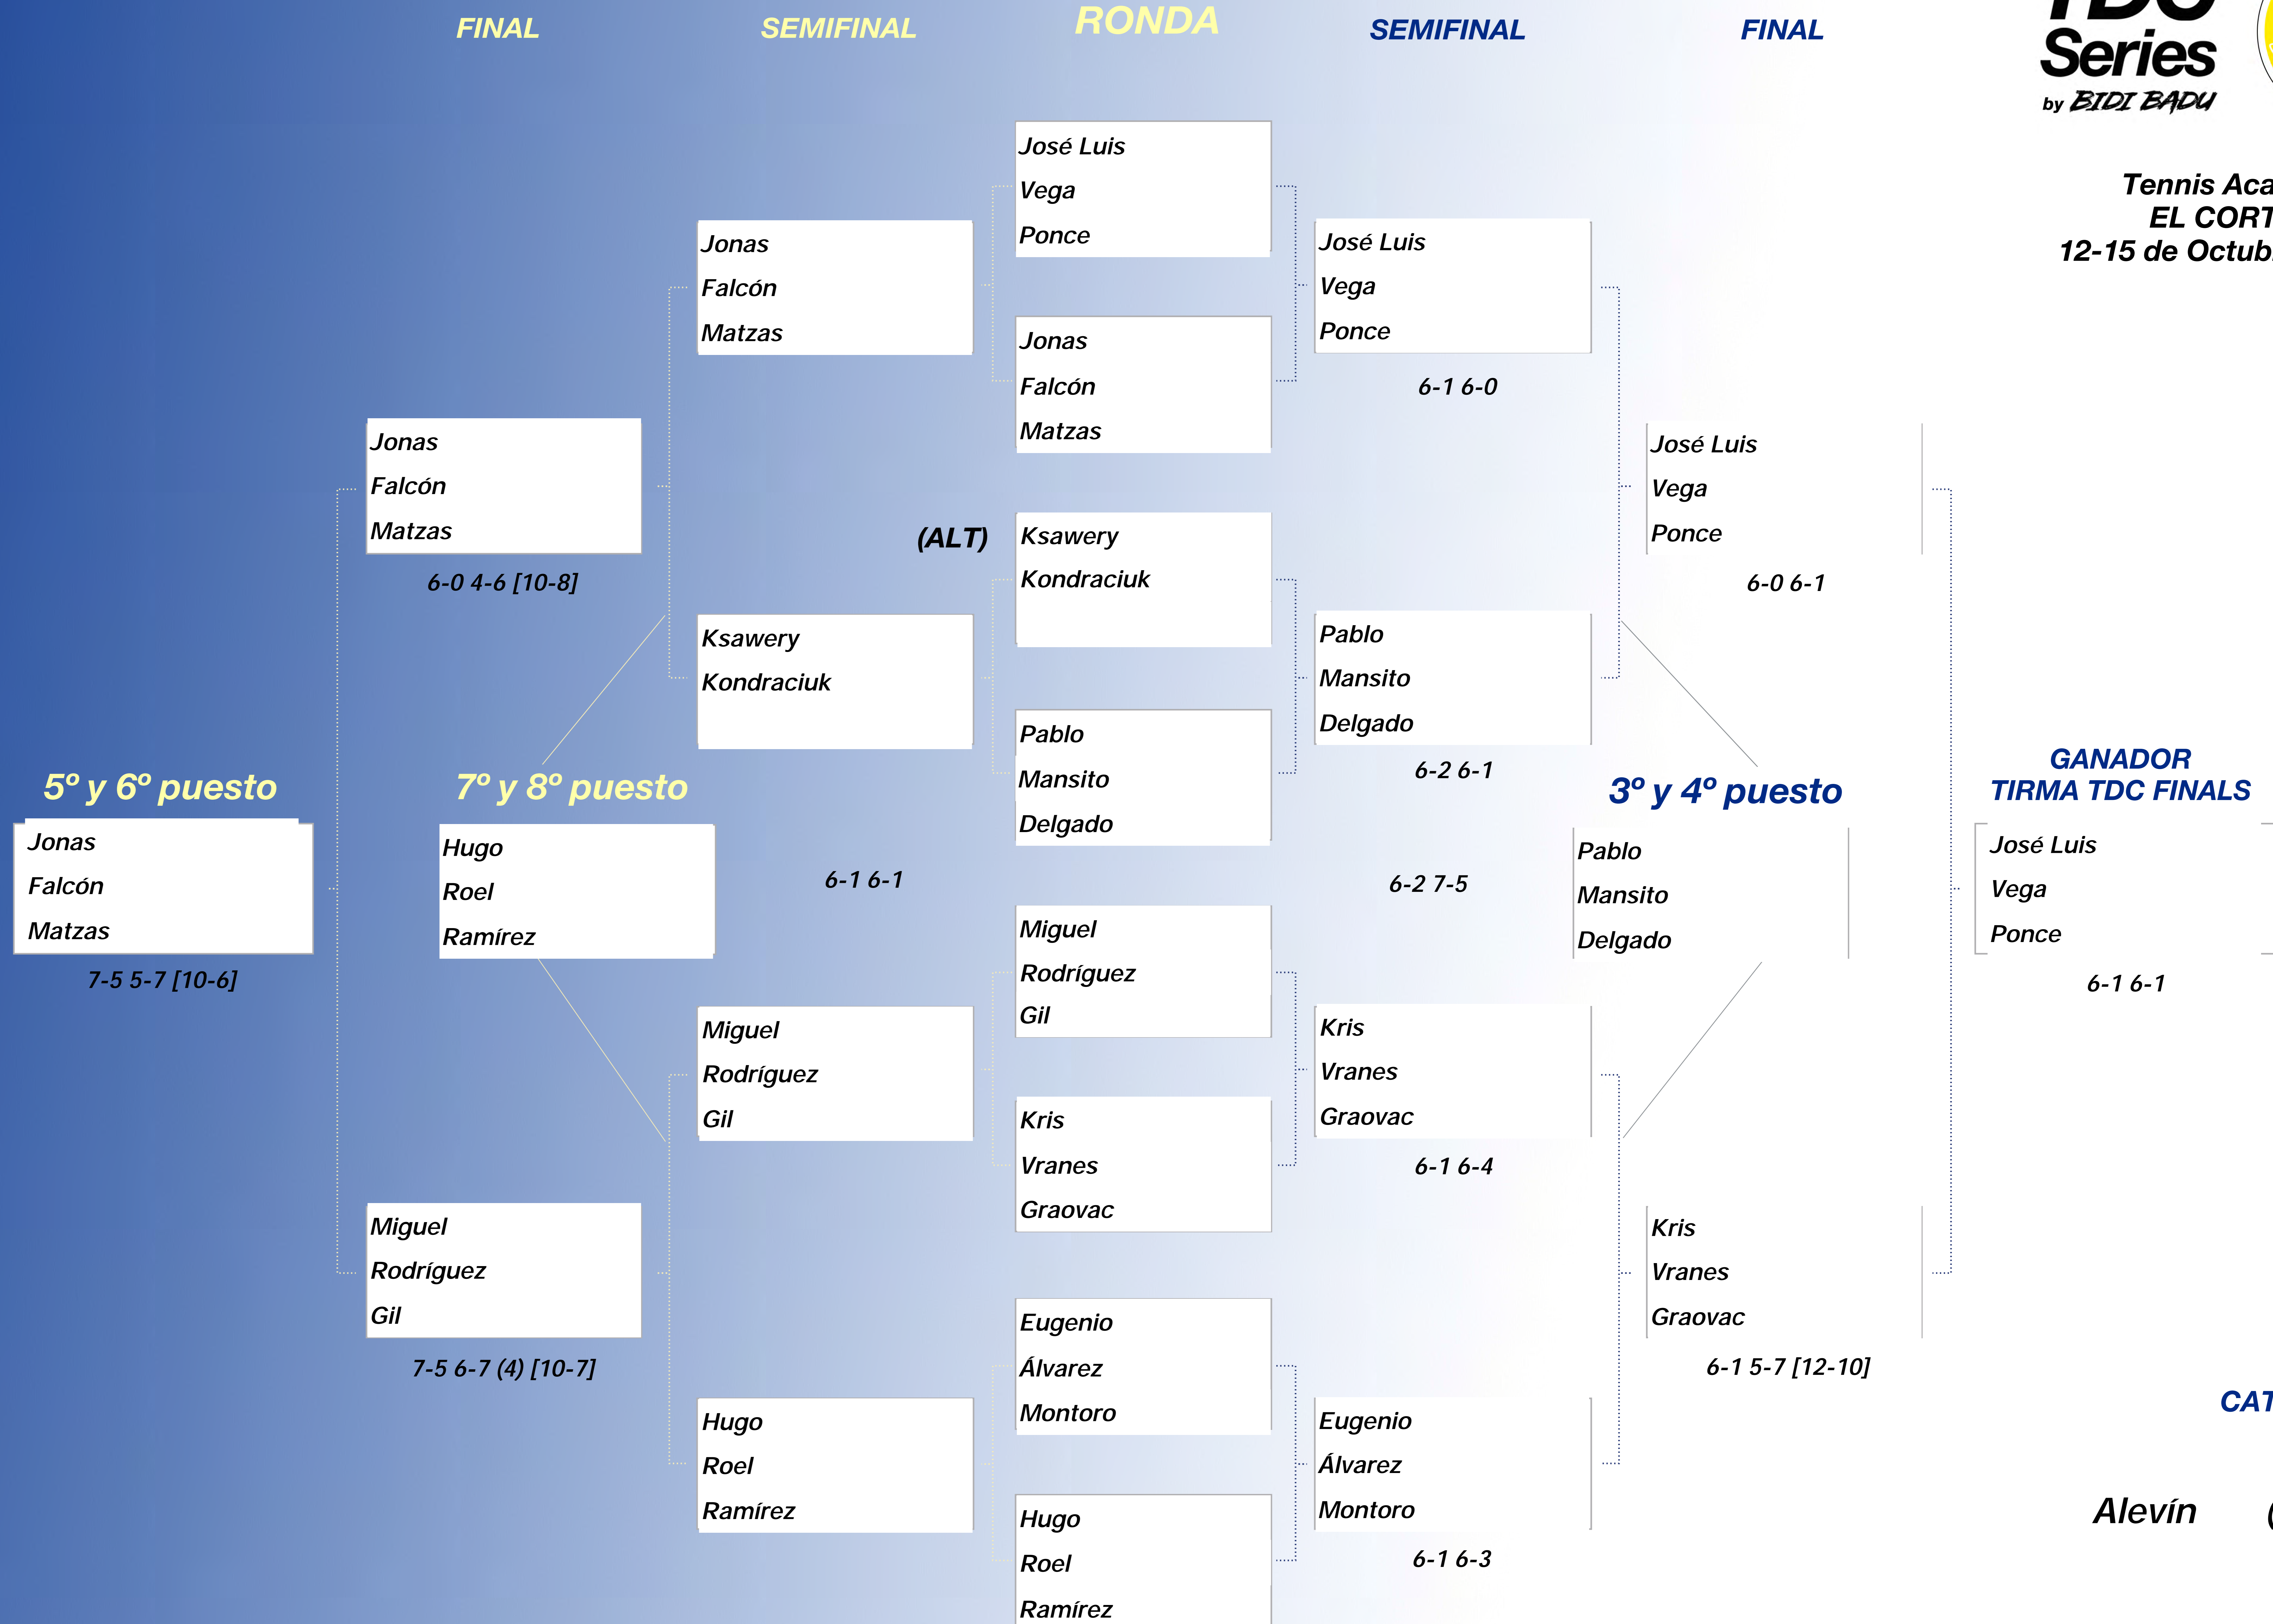 FINAL
SEMIFINAL
RONDA
SEMIFINAL
FINAL
Series
by BIDI BADU
Tennis
EL
12-15 de
José Luis
Vega
Ponce
Jonas
Falcón
Matzas
José Luis
Vega
Ponce
6-1 6-0
Jonas
Falcón
Matzas
Jonas
Falcón
Matzas
6-0 4-6 [10-8]
José Luis
Vega
Ponce
6-0 6-1
(ALT)
Ksawery
Kondraciuk
Ksawery
Kondraciuk
Pablo
Mansito
Delgado
6-2 6-1
Pablo
Mansito
Delgado
5º y 6º puesto
Jonas
Falcón
Matzas
7-5 5-7 [10-6]
7º y 8º puesto
Hugo
Roel
Ramírez
6-1 6-1
6-2 7-5
3º y 4º puesto
Pablo
Mansito
Delgado
GANADOR
TIRMA TDC FINALS
José Luis
Vega
Ponce
6-1 6-1
Miguel
Rodríguez
Gil
Miguel
Rodríguez
Gil
Kris
Vranes
Graovac
6-1 6-4
Kris
Vranes
Graovac
Miguel
Rodríguez
Gil
7-5 6-7 (4) [10-7]
Kris
Vranes
Graovac
6-1 5-7 [12-10]
Eugenio
Álvarez
Montoro
Hugo
Roel
Ramírez
Eugenio
Álvarez
Montoro
6-1 6-3
Hugo
Roel
Ramírez
Alevín